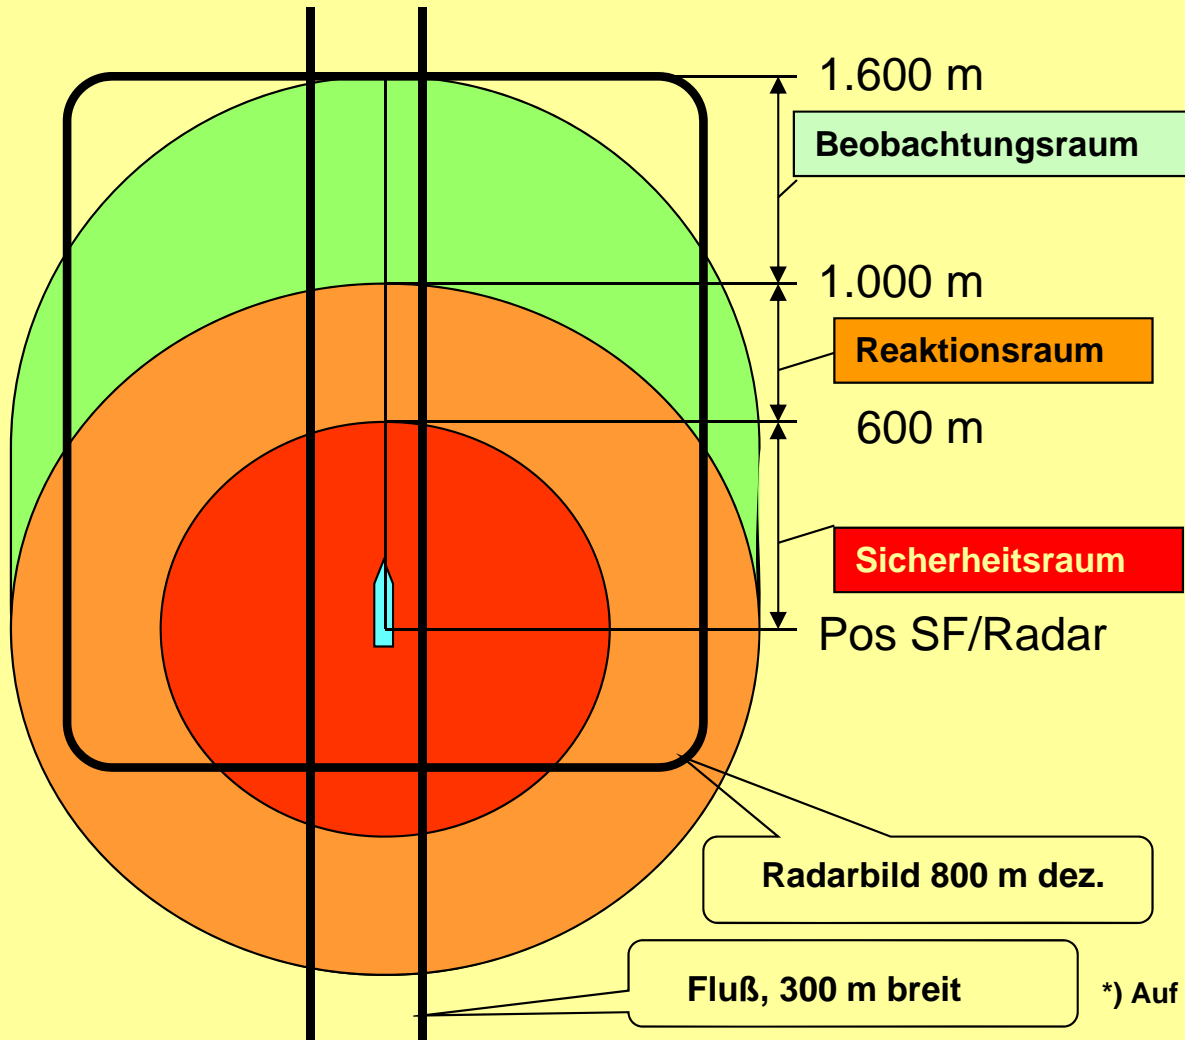 1.600 m
Beobachtungsraum
1.000 m
Reaktionsraum
600 m
Sicherheitsraum
Pos SF/Radar
Radarbild 800 m dez.
Fluß, 300 m breit
*) Auf